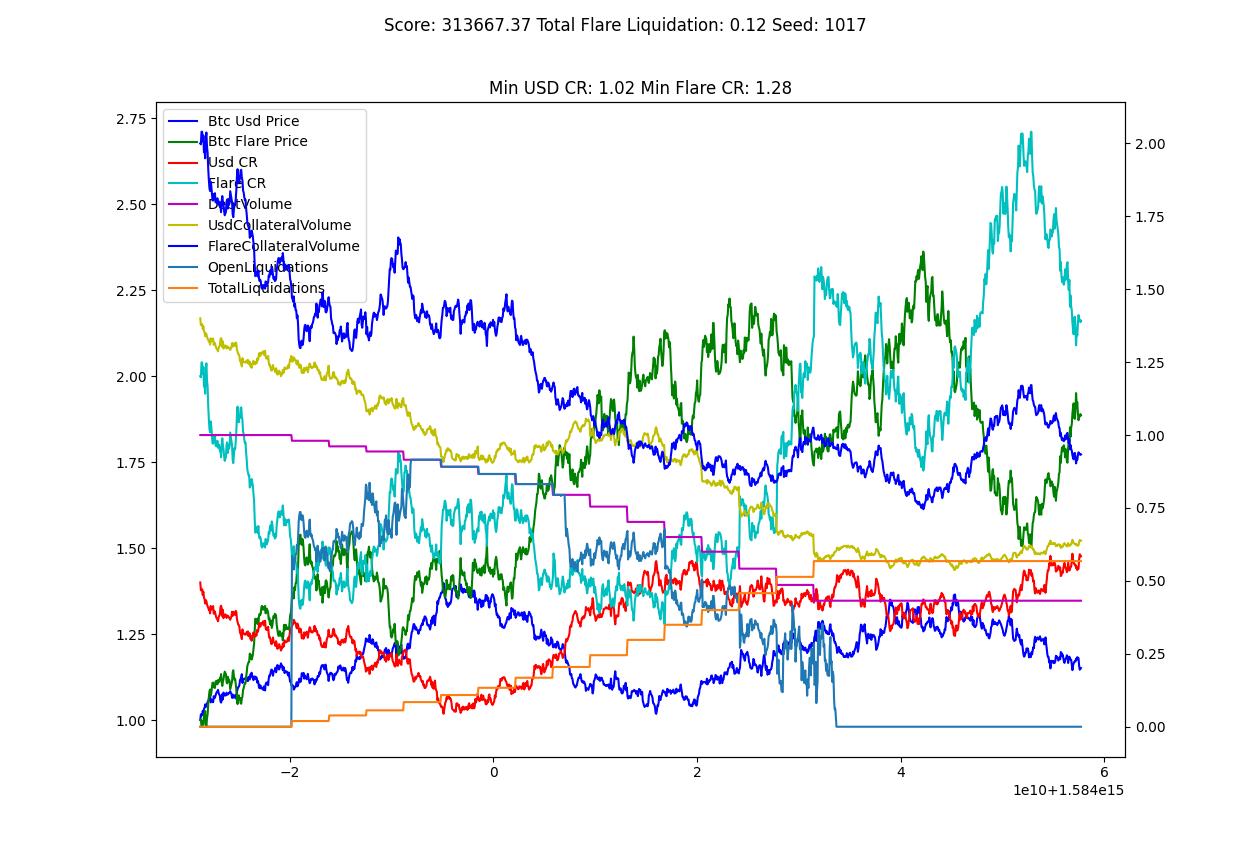 Score: 313667.37 Total Flare Liquidation: 0.12 Seed: 1017
Min USD CR: 1.02 Min Flare CR: 1.28
Btc Usd Price
Btc Flare Price
Usd CR
Flare CR
DebtVolume
UsdCollateralVolume
FlareCollateralVolume
OpenLiquidations
TotalLiquidations
2.75
2.50
2.25
2.00
1.75
1.50
1.25
1.00
2.00
1.75
1.50
1.25
1.00
0.75
0.50
0.25
0.00
−2
0
2
4
6
1e10+1.584e15